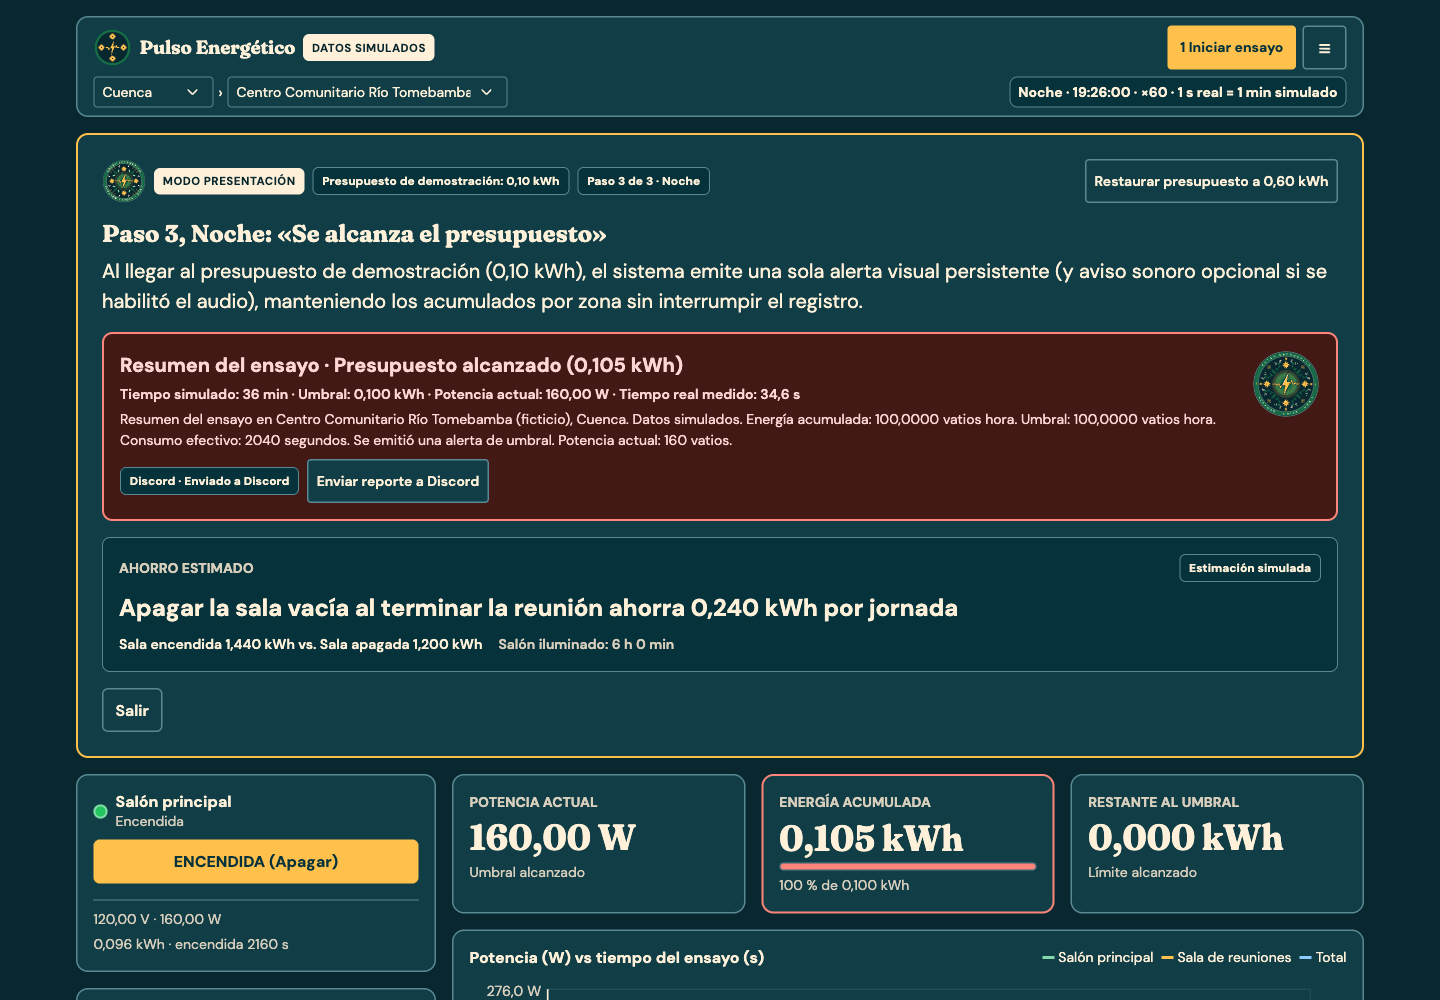 Pulso Energético
DATOS SIMULADOS
1 Iniciar ensayo
≡
Cuenca
›
Centro Comunitario Río Tomebamba
Noche · 19:26:00 · ×60 · 1 s real = 1 min simulado
MODO PRESENTACIÓN
Presupuesto de demostración: 0,10 kWh
Paso 3 de 3 · Noche
Restaurar presupuesto a 0,60 kWh
Paso 3, Noche: «Se alcanza el presupuesto»
Al llegar al presupuesto de demostración (0,10 kWh), el sistema emite una sola alerta visual persistente (y aviso sonoro opcional si se
habilitó el audio), manteniendo los acumulados por zona sin interrumpir el registro.
Resumen del ensayo · Presupuesto alcanzado (0,105 kWh)
Tiempo simulado: 36 min · Umbral: 0,100 kWh · Potencia actual: 160,00 W · Tiempo real medido: 34,6 s
Resumen del ensayo en Centro Comunitario Río Tomebamba (ficticio), Cuenca. Datos simulados. Energía acumulada: 100,0000 vatios hora. Umbral: 100,0000 vatios hora.
Consumo efectivo: 2040 segundos. Se emitió una alerta de umbral. Potencia actual: 160 vatios.
Discord · Enviado a Discord
Enviar reporte a Discord
AHORRO ESTIMADO
Estimación simulada
Apagar la sala vacía al terminar la reunión ahorra 0,240 kWh por jornada
Sala encendida 1,440 kWh vs. Sala apagada 1,200 kWh
Salón iluminado: 6 h 0 min
Salir
Salón principal
Encendida
ENCENDIDA (Apagar)
120,00 V · 160,00 W
0,096 kWh · encendida 2160 s
POTENCIA ACTUAL
160,00 W
Umbral alcanzado
ENERGÍA ACUMULADA
0,105 kWh
100 % de 0,100 kWh
RESTANTE AL UMBRAL
0,000 kWh
Límite alcanzado
Potencia (W) vs tiempo del ensayo (s)
Salón principal
Sala de reuniones
Total
276,0 W